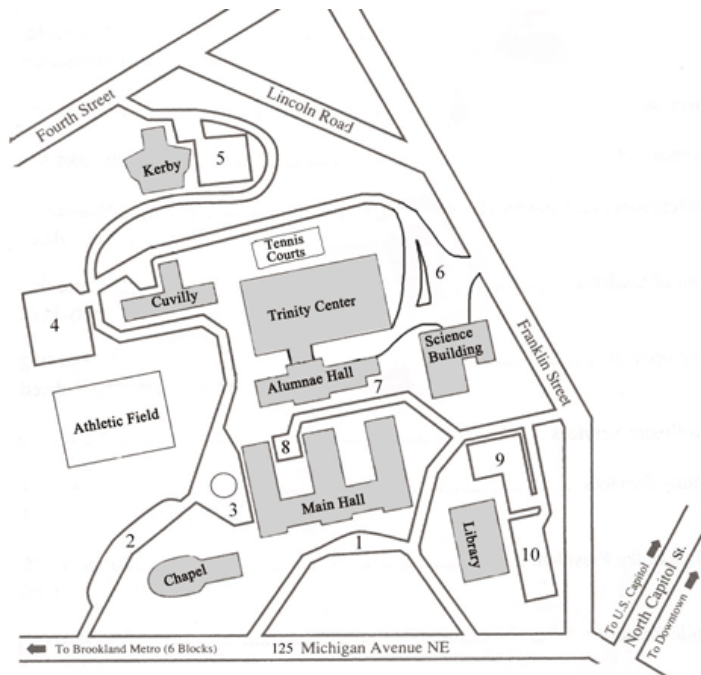 Fourth Street
Lincoln Road
Kerby
5
Tennis
Courts
6
Cuvilly
Trinity Center
4
Franklin Street
Science
Building
Alumnae Hall
7
Athletic Field
8
9
Main Hall
3
2
1
Library
10
Chapel
To U.S. Capitol
North Capitol St.
To Downtown
To Brookland Metro (6 Blocks)
125 Michigan Avenue NE